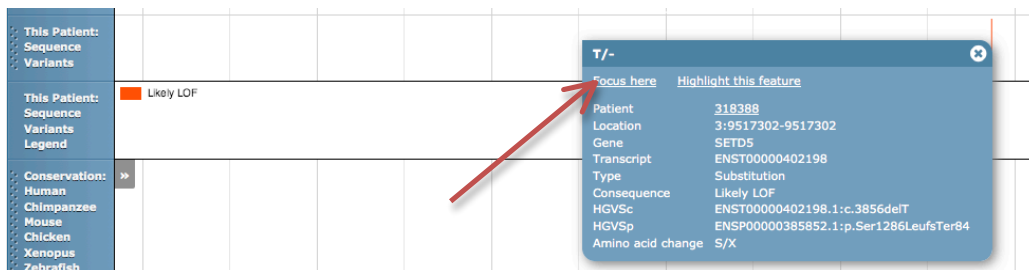 This Patient:
Sequence
Variants
This Patient:
Sequence
Variants
Legend
Likely LOF
Conservation:
Human
Chimpanzee
Mouse
Chicken
Xenopus
Zebrafish
»
T/-
Focus here Highlight this feature
Patient 318388
Location 3:9517302-9517302
Gene SETD5
Transcript ENST00000402198
Type Substitution
Consequence Likely LOF
HGVSc ENST00000402198.1:c.3856delT
HGVSp ENSP00000385852.1:p.Ser1286LeufsTer84
Amino acid change S/X